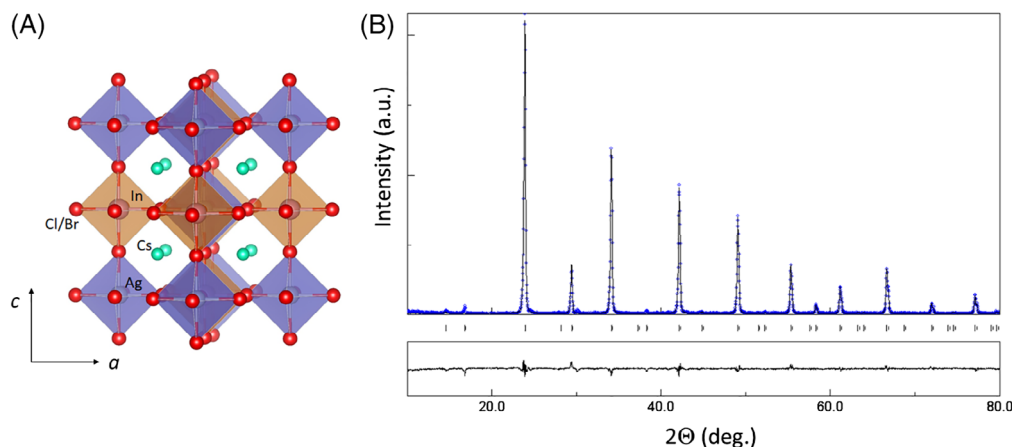 (A)
In
Cl/Br
Cs
Ag
c
a
(B)
Intensity (a.u.)
20.0
40.0
60.0
80.0
2Θ (deg.)